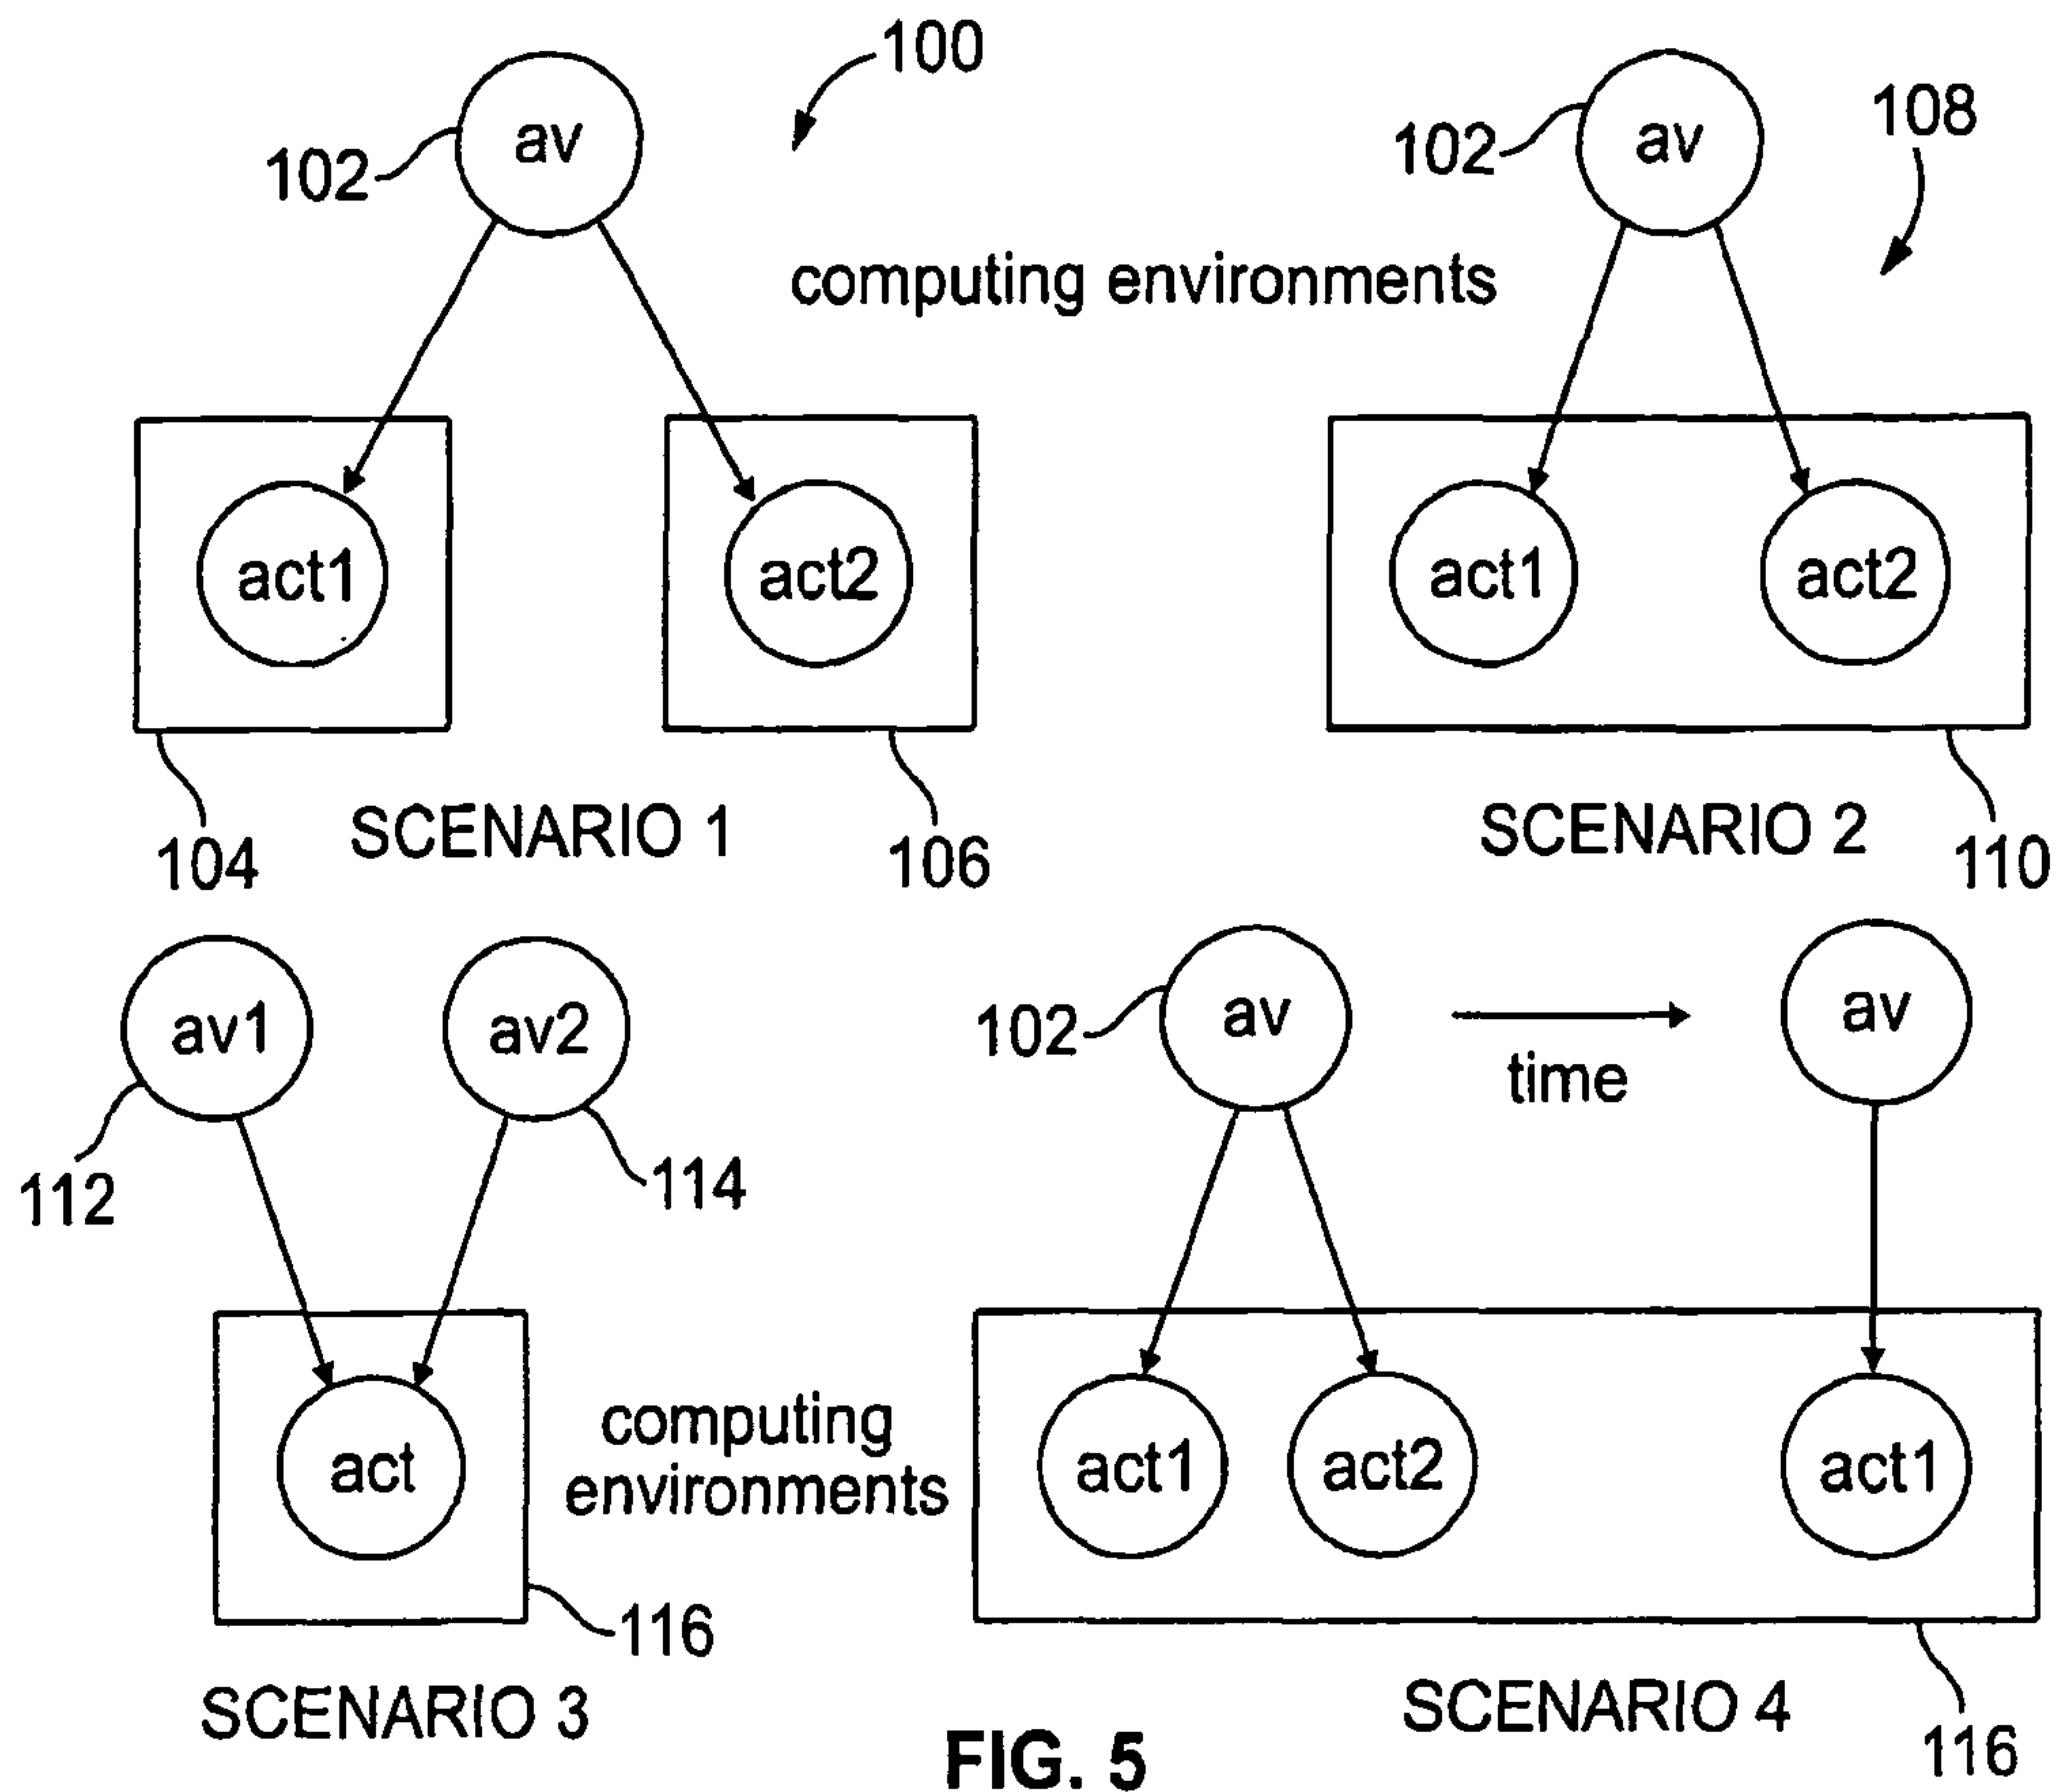 100
102
av
102
av
108
computing environments
act1
act2
act1
act2
SCENARIO 1
SCENARIO 2
104
106
110
av1
av2
102
av
time
av
112
114
act
computing
environments
act1
act2
act1
116
SCENARIO 3
SCENARIO 4
116
FIG. 5